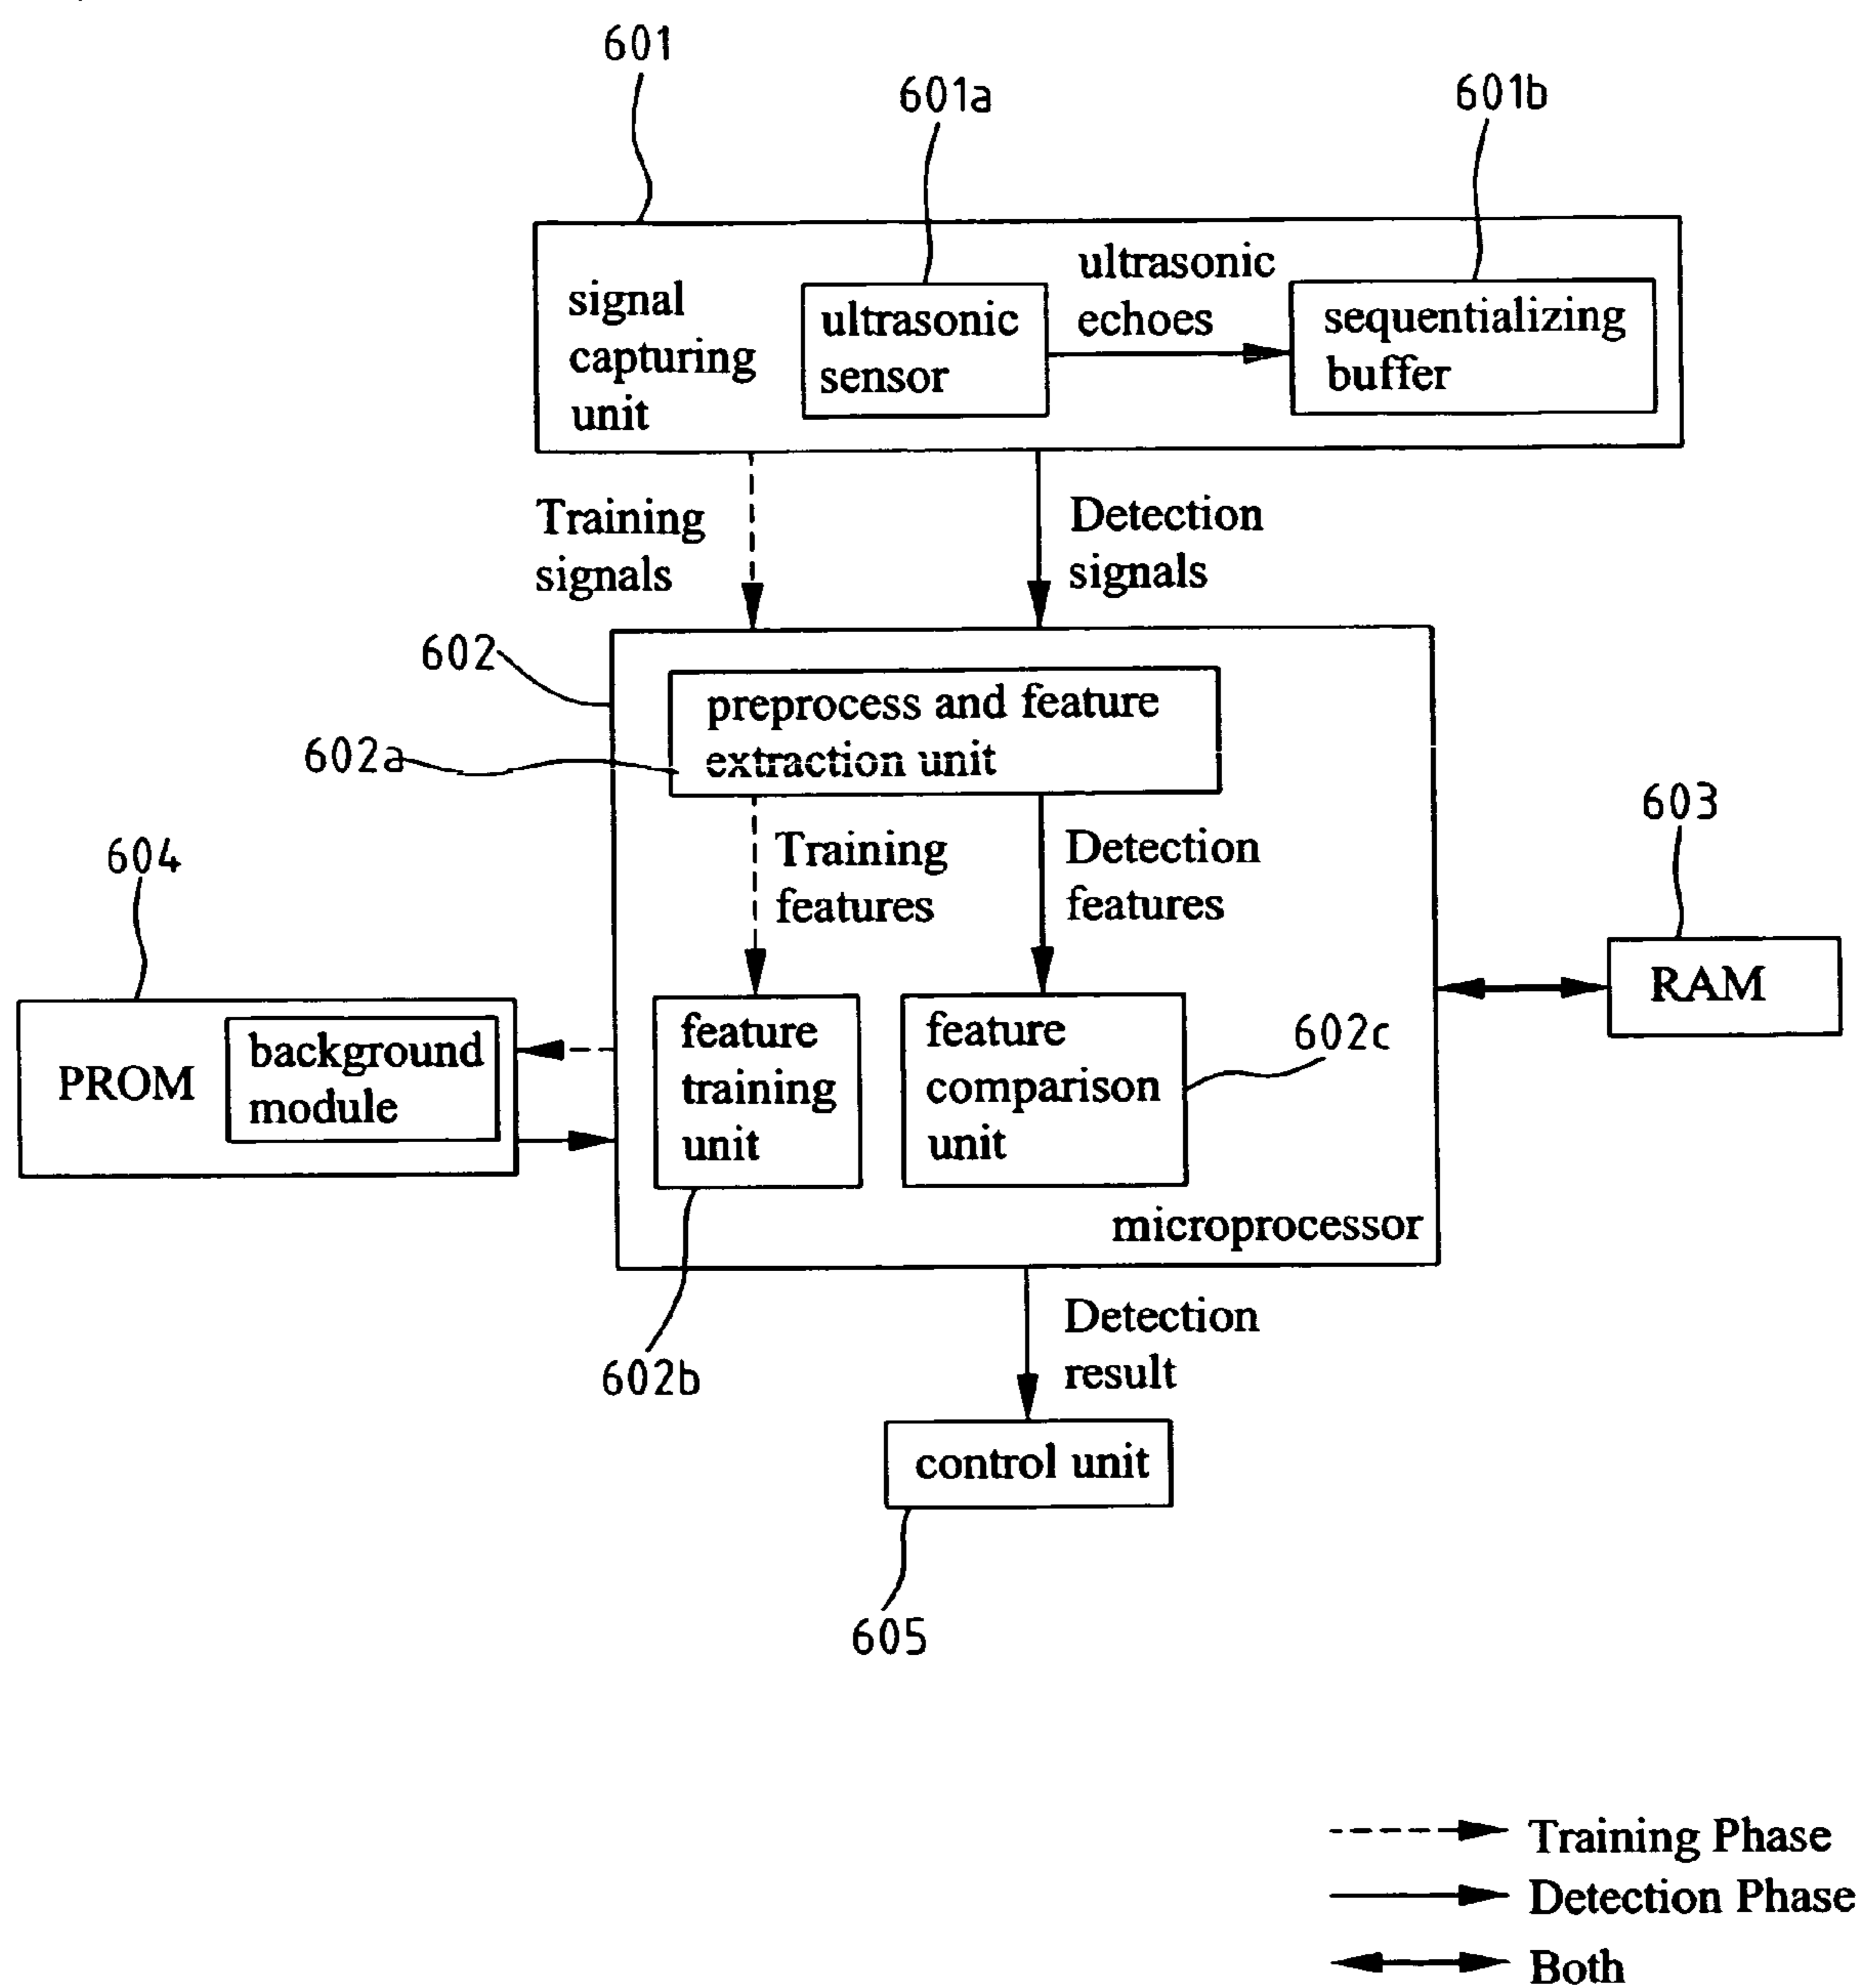 601
601a
601b
signal
capturing
unit
ultrasonic
sensor
ultrasonic
echoes
sequentializing
buffer
Training
signals
Detection
signals
602
preprocess and feature
extraction unit
602a
Training
features
Detection
features
603
RAM
604
PROM
background
module
feature
training
unit
feature
comparison
unit
602c
microprocessor
602b
Detection
result
control unit
605
Training Phase
Detection Phase
Both